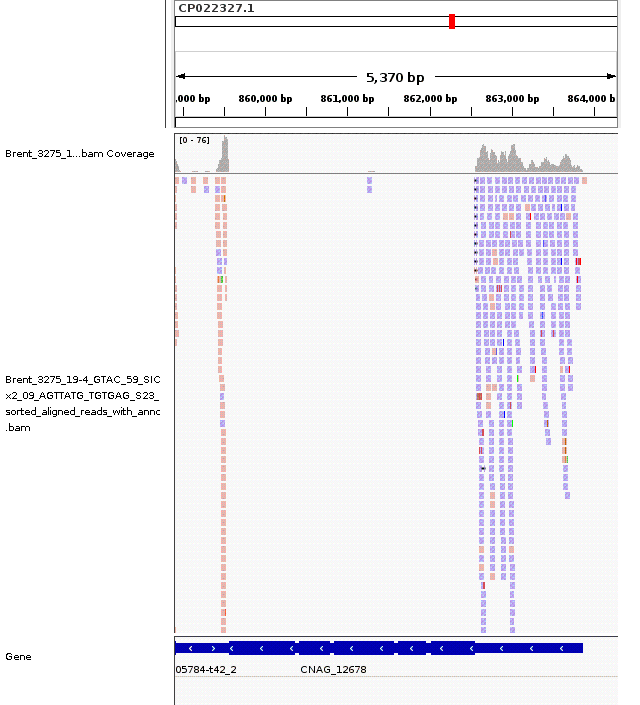 CP022327.1
5,370 bp
,000 bp 860,000 bp 861,000 bp 862,000 bp 863,000 bp 864,000 bp
[0 - 76]
Brent_3275_1...bam Coverage
Brent_3275_19-4_GTAC_59_SIC
x2_09_AGTTATG_TGTGAG_S23_
sorted_aligned_reads_with_annc
.bam
Gene
05784-t42_2 CNAG_12678